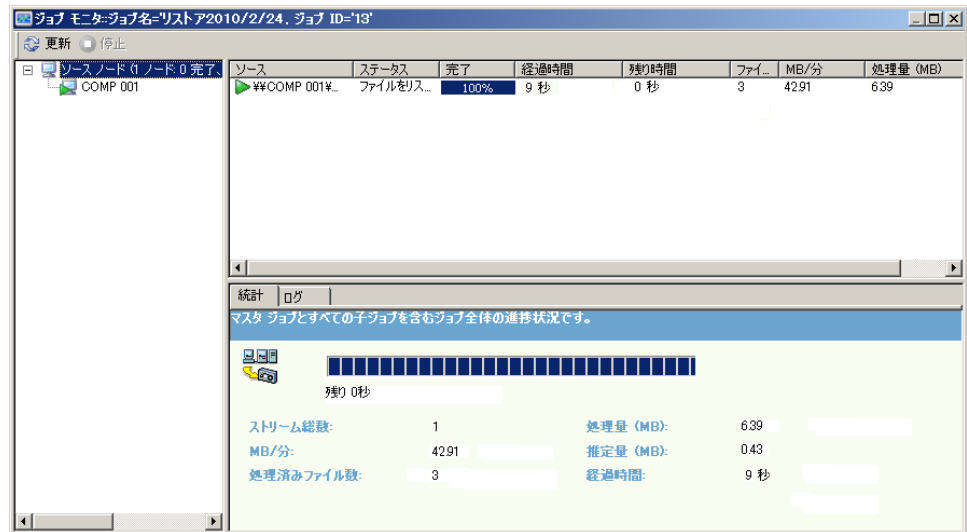 ジョブ モニタ::ジョブ名='リストア2010/2/24, ジョブ ID='13'
更新 停止
ソースノード (1 ノード: 0 完了、
COMP 001
ソース ステータス 完了 経過時間 残り時間 ファイ... MB/分 処理量 (MB)
¥¥COMP 001¥... ファイルをリス... 100% 9 秒 0 秒 3 42.91 6.39
統計 ログ
マスタ ジョブとすべての子ジョブを含むジョブ全体の進捗状況です。
残り 0秒
ストリーム総数: 1 処理量 (MB): 6.39
MB/分: 42.91 推定量 (MB): 0.43
処理済みファイル数: 3 経過時間: 9 秒